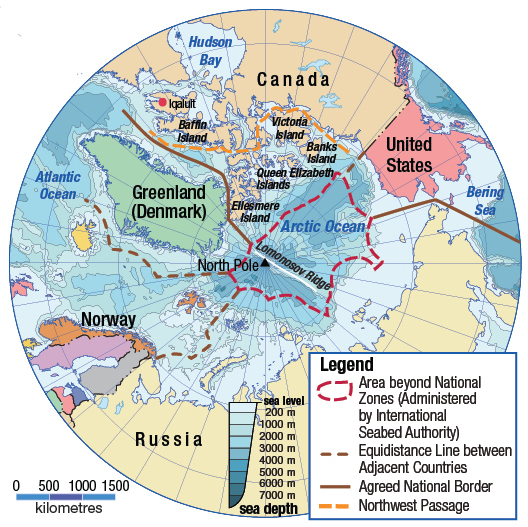 Hudson
Bay
Canada
Iqaluit
Baffin
Island
Victoria
Island
Banks
Island
United
States
Queen Elizabeth
Islands
Atlantic
Ocean
Greenland
(Denmark)
Ellesmere
Island
Bering
Sea
Arctic Ocean
North Pole
Lomonosov Ridge
Norway
Russia
Legend
Area beyond National
Zones (Administered
by International
Seabed Authority)
Equidistance Line between
Adjacent Countries
Agreed National Border
Northwest Passage
sea level
200 m
1000 m
2000 m
3000 m
4000 m
5000 m
6000 m
7000 m
sea depth
0 500 1000 1500
kilometres